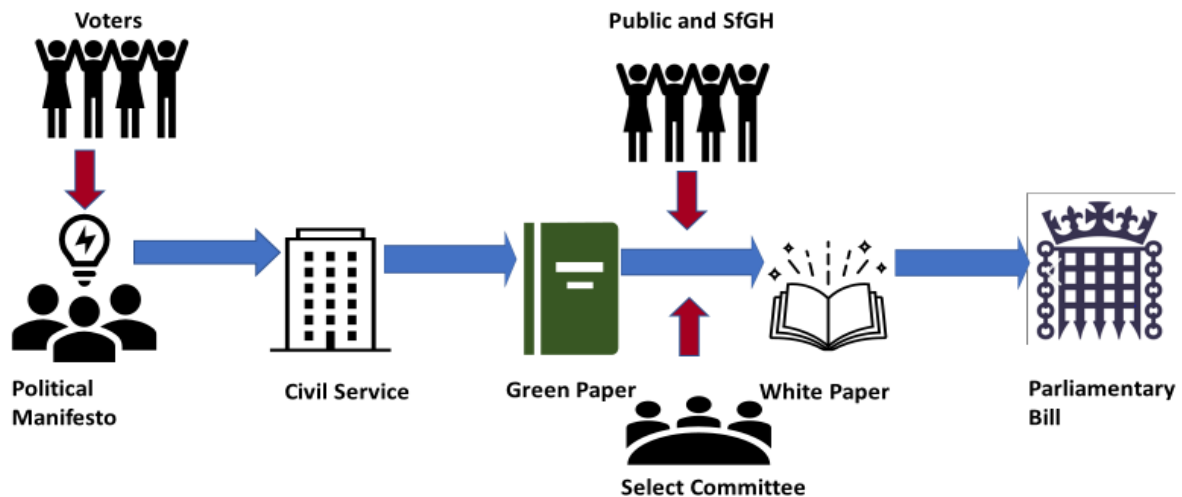 Voters
Public and SfGH
Political
Manifesto
Civil Service
Green Paper
White Paper
Parliamentary
Bill
Select Committee